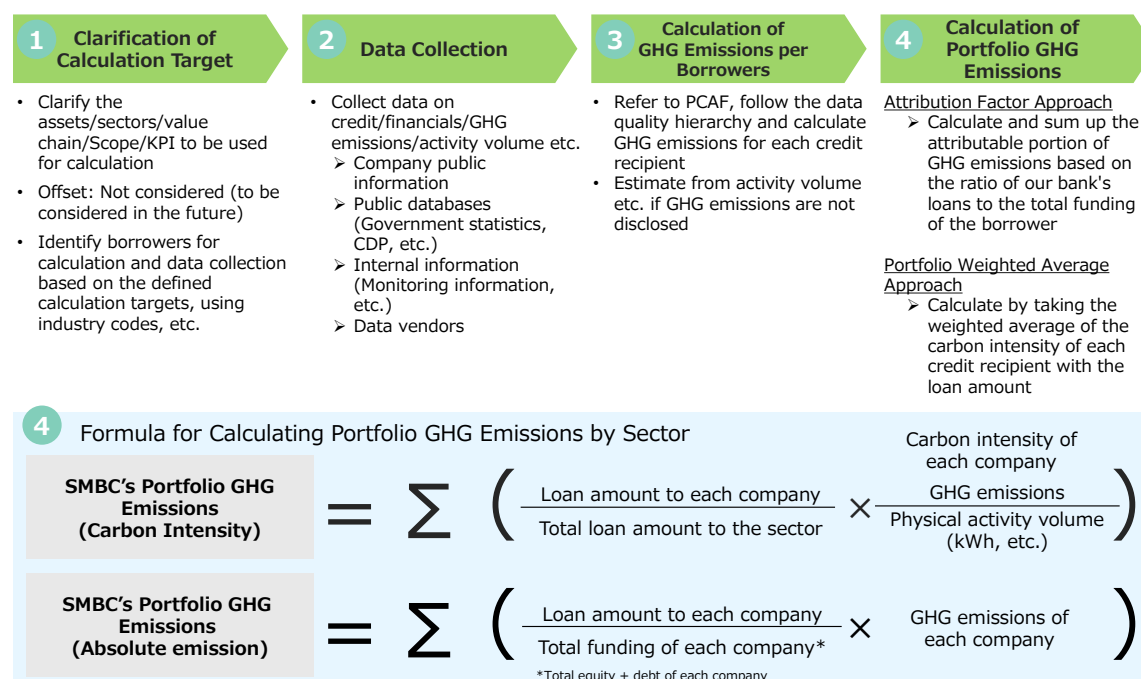 1 Clarification of
Calculation Target
• Clarify the
assets/sectors/value
chain/Scope/KPI to be used
for calculation
• Offset: Not considered (to be
considered in the future)
• Identify borrowers for
calculation and data collection
based on the defined
calculation targets, using
industry codes, etc.
2 Data Collection
• Collect data on
credit/financials/GHG
emissions/activity volume etc.
➢ Company public
information
➢ Public databases
(Government statistics,
CDP, etc.)
➢ Internal information
(Monitoring information,
etc.)
➢ Data vendors
3 Calculation of
GHG Emissions per
Borrowers
• Refer to PCAF, follow the data
quality hierarchy and calculate
GHG emissions for each credit
recipient
• Estimate from activity volume
etc. if GHG emissions are not
disclosed
4 Calculation of
Portfolio GHG
Emissions
Attribution Factor Approach
➢ Calculate and sum up the
attributable portion of
GHG emissions based on
the ratio of our bank's
loans to the total funding
of the borrower
Portfolio Weighted Average
Approach
➢ Calculate by taking the
weighted average of the
carbon intensity of each
credit recipient with the
loan amount
4 Formula for Calculating Portfolio GHG Emissions by Sector
SMBC's Portfolio GHG
Emissions
(Carbon Intensity)
= Σ (
Loan amount to each company
Total loan amount to the sector
×
Carbon intensity of
each company
GHG emissions
Physical activity volume
(kWh, etc.)
)
SMBC's Portfolio GHG
Emissions
(Absolute emission)
= Σ (
Loan amount to each company
Total funding of each company*
×
GHG emissions of
each company
)
*Total equity + debt of each company